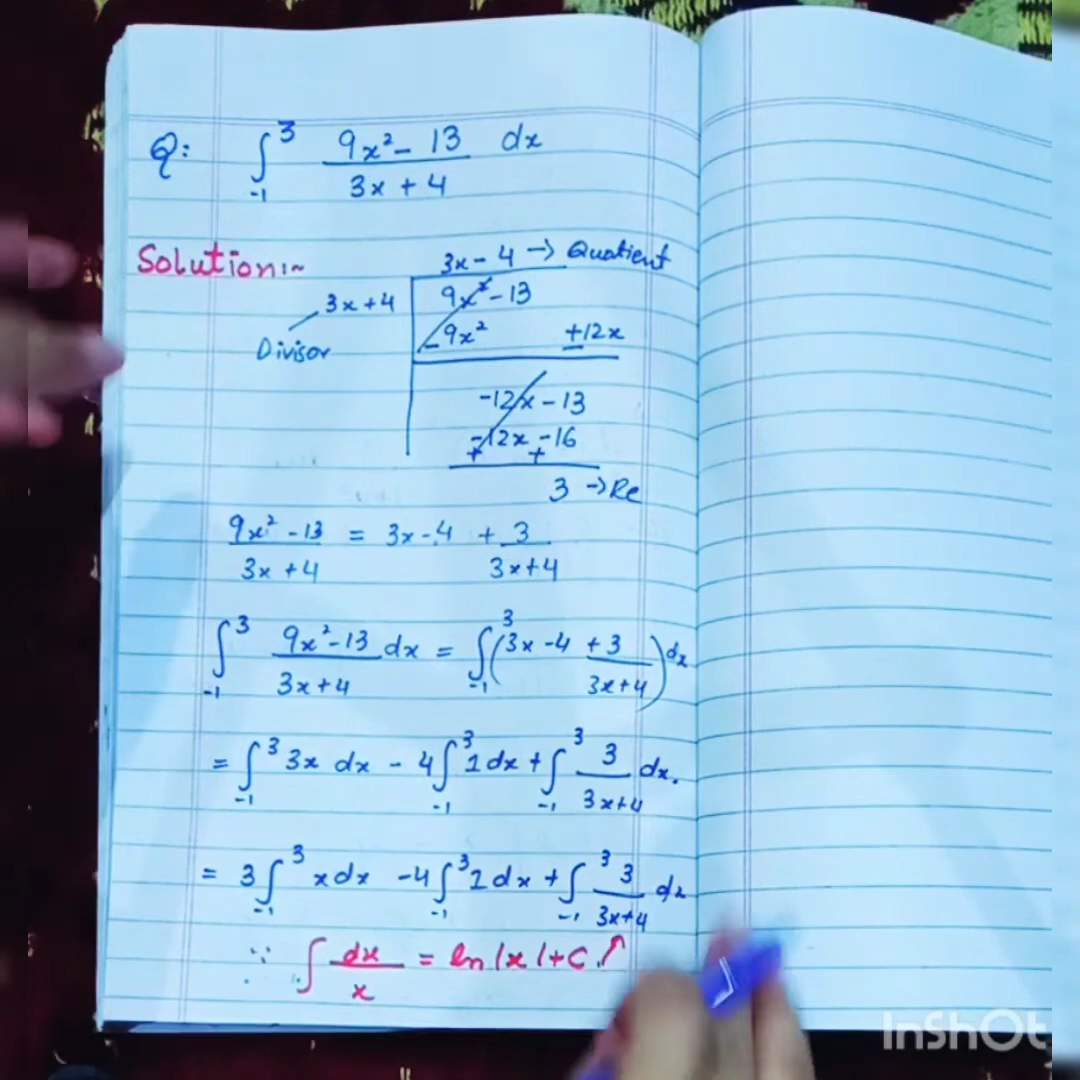 Q: ∫₋₁³ (9x² - 13)/(3x + 4) dx
Solution:~
3x - 4 → Quotient
3x + 4 9x² - 13
Divisor -9x² ±12x
-12x - 13
-12x - 16
+ +
3 → Re
(9x² - 13)/(3x + 4) = 3x - 4 + 3/(3x+4)
∫₋₁³ (9x² - 13)/(3x + 4) dx = ∫₋₁³ (3x - 4 + 3/(3x+4)) dx
= ∫₋₁³ 3x dx - 4 ∫₋₁³ 1 dx + ∫₋₁³ 3/(3x+4) dx.
= 3 ∫₋₁³ x dx - 4 ∫₋₁³ 1 dx + ∫₋₁³ 3/(3x+4) dx
∵ ∫ dx/x = ln|x| + C.↗
InShOt